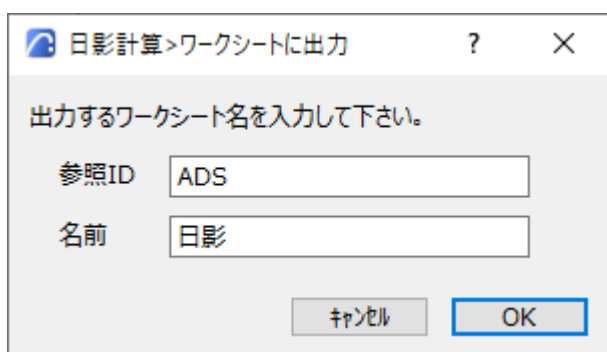 日影計算>ワークシートに出力 ?
出力するワークシート名を入力して下さい。
参照ID ADS
名前 日影
ｷｬﾝｾﾙ OK